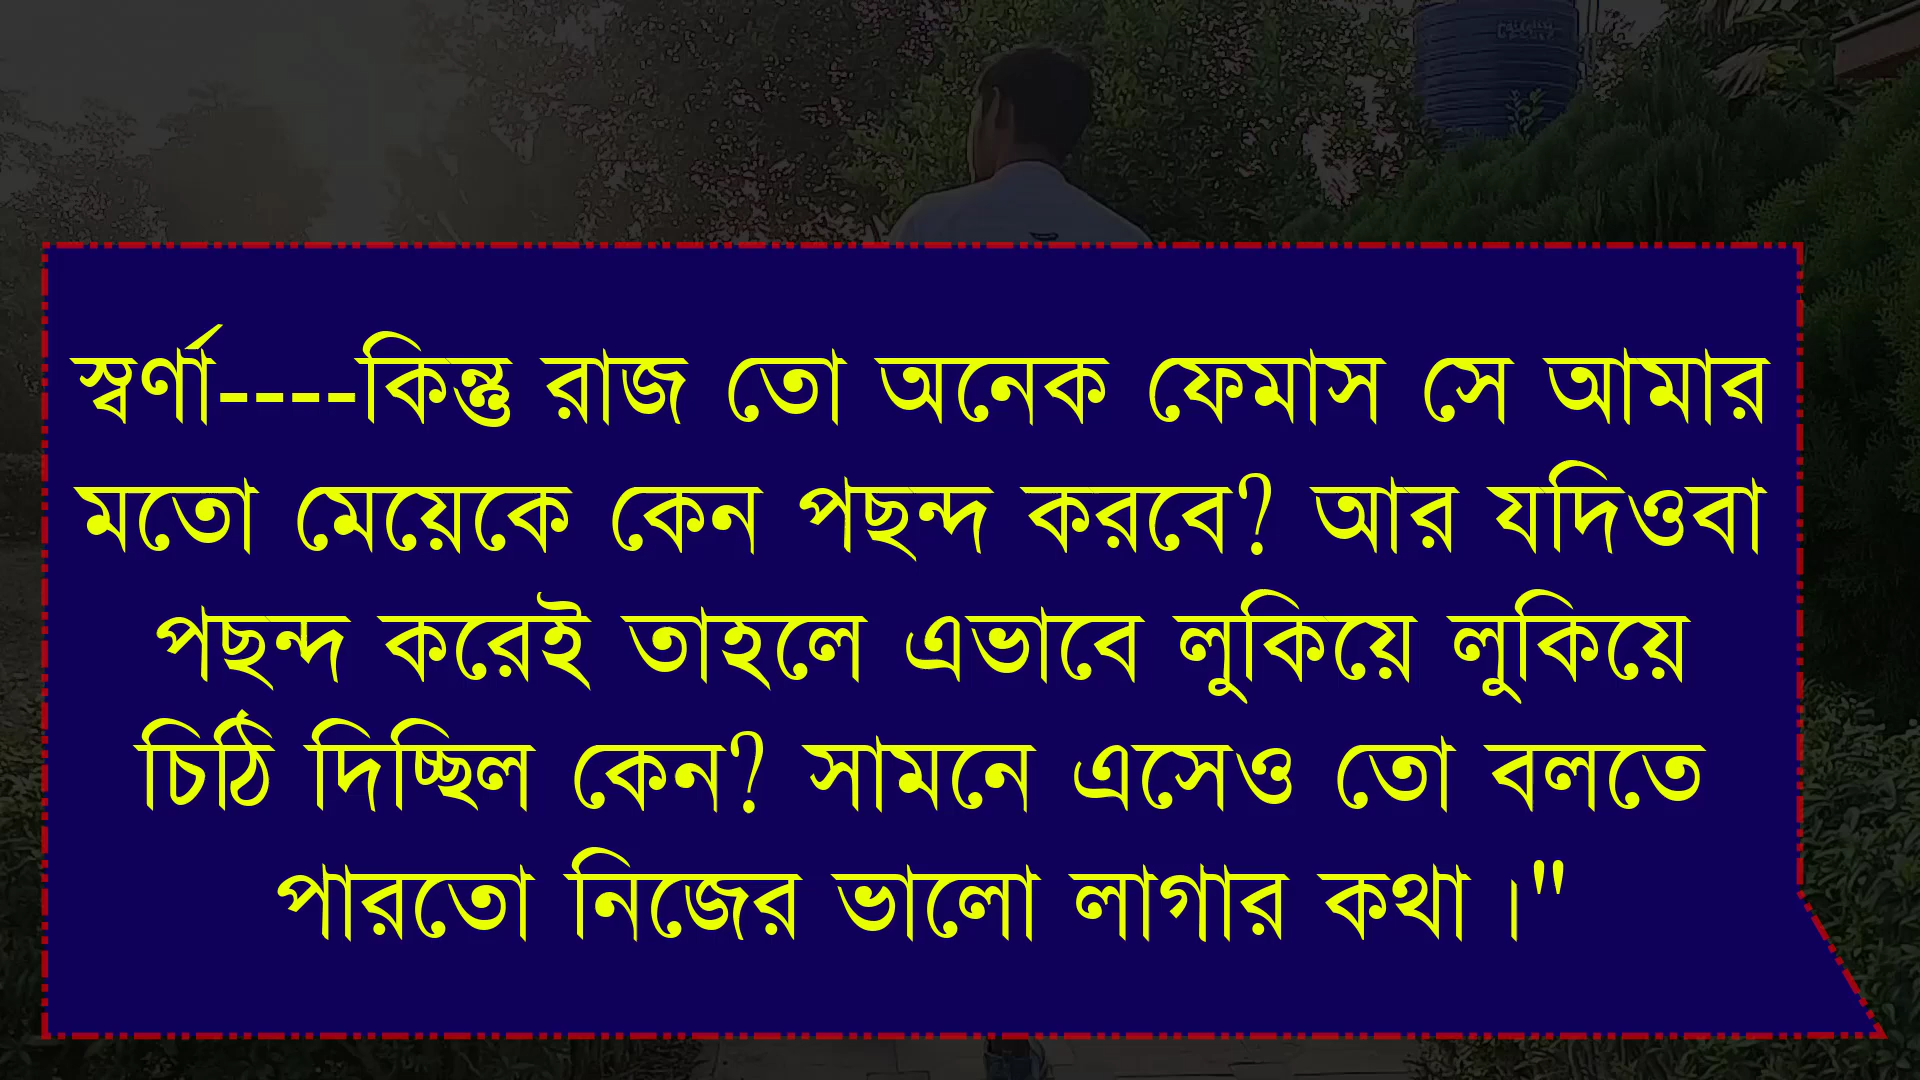 স্বর্ণা----কিন্তু রাজ তো অনেক ফেমাস সে আমার
মতো মেয়েকে কেন পছন্দ করবে? আর যদিওবা
পছন্দ করেই তাহলে এভাবে লুকিয়ে লুকিয়ে
চিঠি দিচ্ছিল কেন? সামনে এসেও তো বলতে
পারতো নিজের ভালো লাগার কথা।"